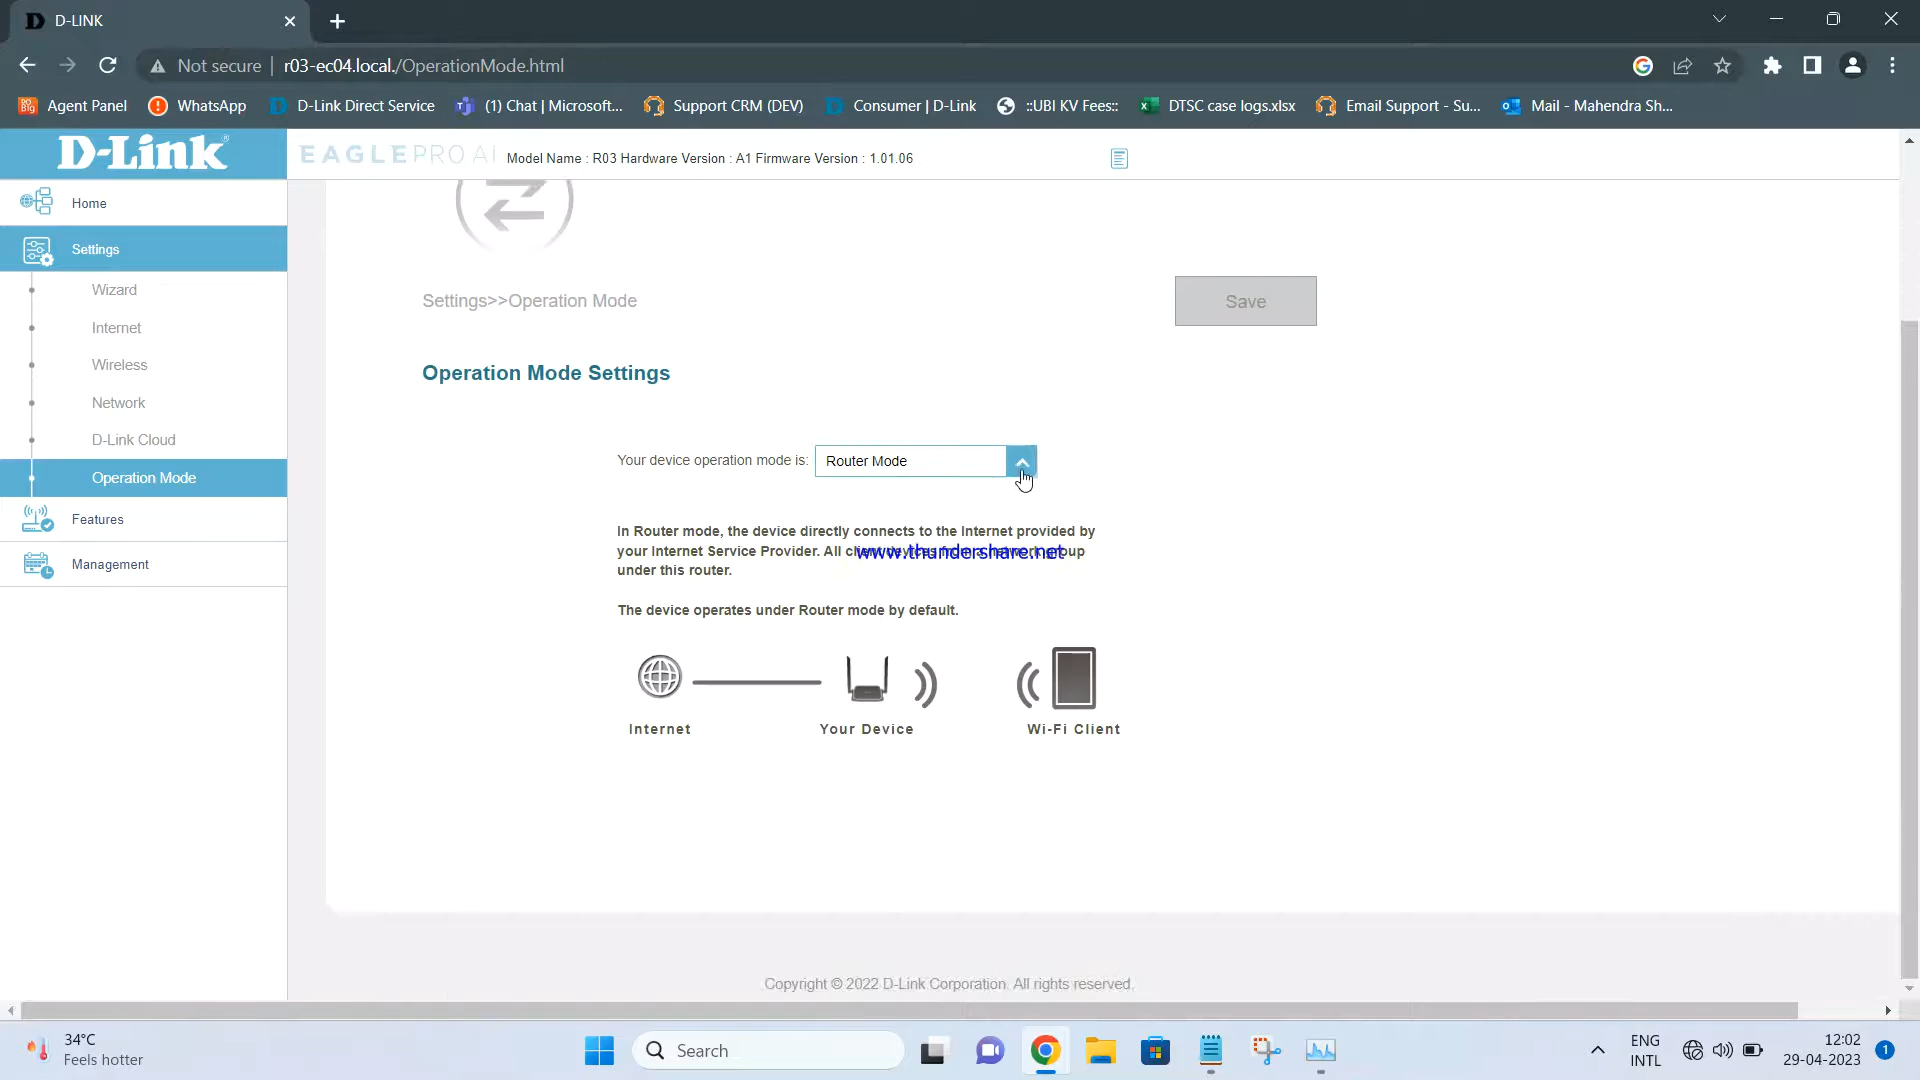 D-LINK
Not secure
r03-ec04.local./OperationMode.html
Agent Panel
WhatsApp
D-Link Direct Service
(1) Chat | Microsoft...
Support CRM (DEV)
Consumer | D-Link
::UBI KV Fees::
DTSC case logs.xlsx
Email Support - Su...
Mail - Mahendra Sh...
D-Link
EAGLE PRO AI
Model Name : R03 Hardware Version : A1 Firmware Version : 1.01.06
Home
Settings
Wizard
Internet
Wireless
Network
D-Link Cloud
Operation Mode
Features
Management
Settings>>Operation Mode
Save
Operation Mode Settings
Your device operation mode is:
Router Mode
In Router mode, the device directly connects to the Internet provided by
your Internet Service Provider. All client devices form a network group
under this router.
www.thundershare.net
The device operates under Router mode by default.
Internet
Your Device
Wi-Fi Client
Copyright © 2022 D-Link Corporation. All rights reserved.
34°C
Feels hotter
Search
ENG
INTL
12:02
29-04-2023
1